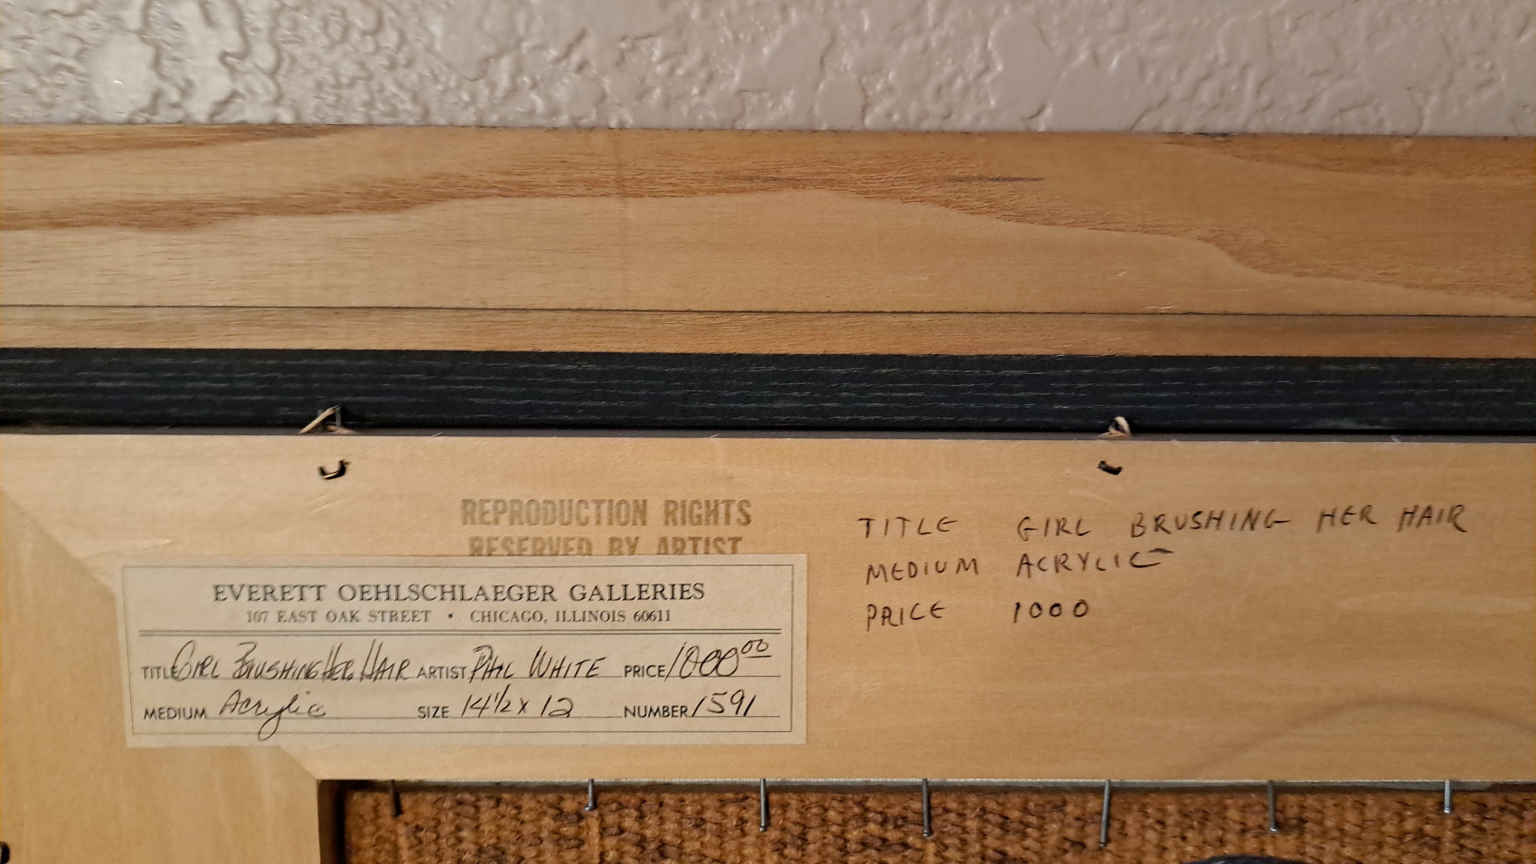 REPRODUCTION RIGHTS
RESERVED BY ARTIST
EVERETT OEHLSCHLAEGER GALLERIES
107 EAST OAK STREET • CHICAGO, ILLINOIS 60611
TITLE GIRL BRUSHING HER HAIR ARTIST PHIL WHITE PRICE 1000.00
MEDIUM Acrylic SIZE 14 1/2 x 12 NUMBER 1591
TITLE GIRL BRUSHING HER HAIR
MEDIUM ACRYLIC
PRICE 1000